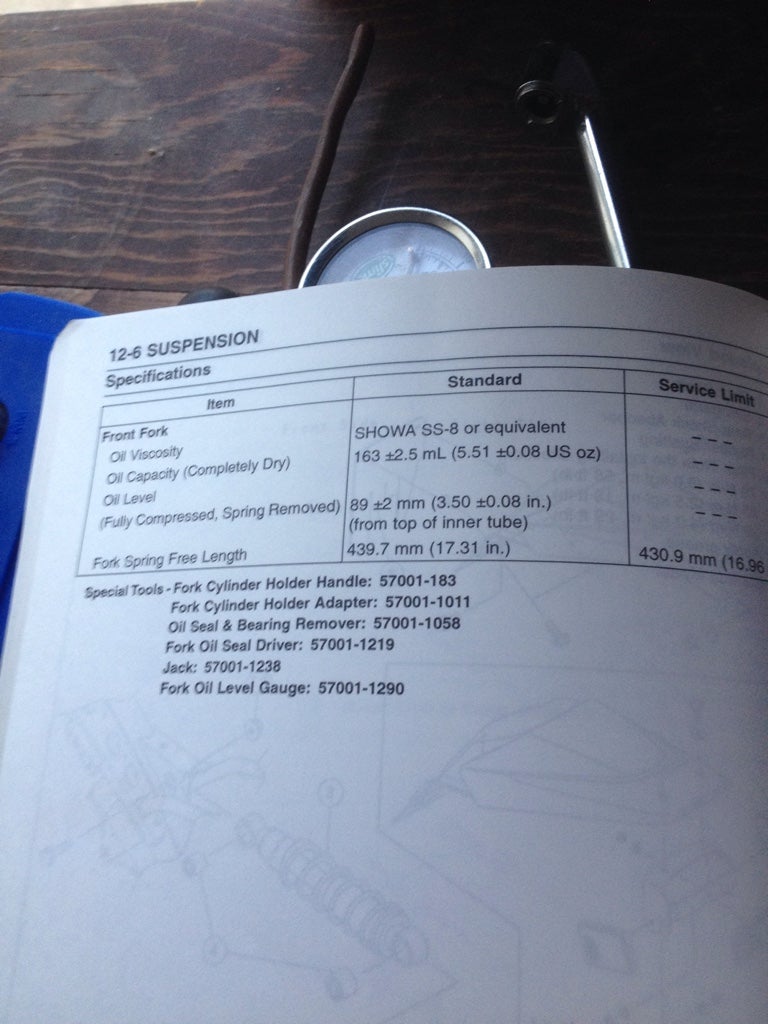 12-6 SUSPENSION
Specifications
Item Standard Service Limit
Front Fork
Oil Viscosity SHOWA SS-8 or equivalent - - -
Oil Capacity (Completely Dry) 163 ±2.5 mL (5.51 ±0.08 US oz) - - -
Oil Level - - -
(Fully Compressed, Spring Removed) 89 ±2 mm (3.50 ±0.08 in.) - - -
(from top of inner tube)
Fork Spring Free Length 439.7 mm (17.31 in.) 430.9 mm (16.96
Special Tools - Fork Cylinder Holder Handle: 57001-183
Fork Cylinder Holder Adapter: 57001-1011
Oil Seal & Bearing Remover: 57001-1058
Fork Oil Seal Driver: 57001-1219
Jack: 57001-1238
Fork Oil Level Gauge: 57001-1290